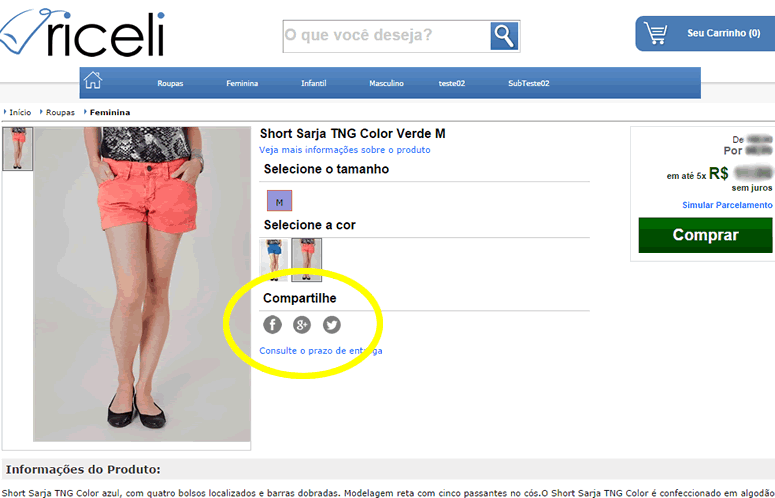 riceli
O que você deseja?
Seu Carrinho (0)
Roupas Feminina Infantil Masculino teste02 SubTeste02
Início Roupas Feminina
Short Sarja TNG Color Verde M
Veja mais informações sobre o produto
Selecione o tamanho
M
Selecione a cor
Compartilhe
f g+
Consulte o prazo de entrega
De
Por
em até 5x R$
sem juros
Simular Parcelamento
Comprar
Informações do Produto:
Short Sarja TNG Color azul, com quatro bolsos localizados e barras dobradas. Modelagem reta com cinco passantes no cós.O Short Sarja TNG Color é confeccionado em algodão